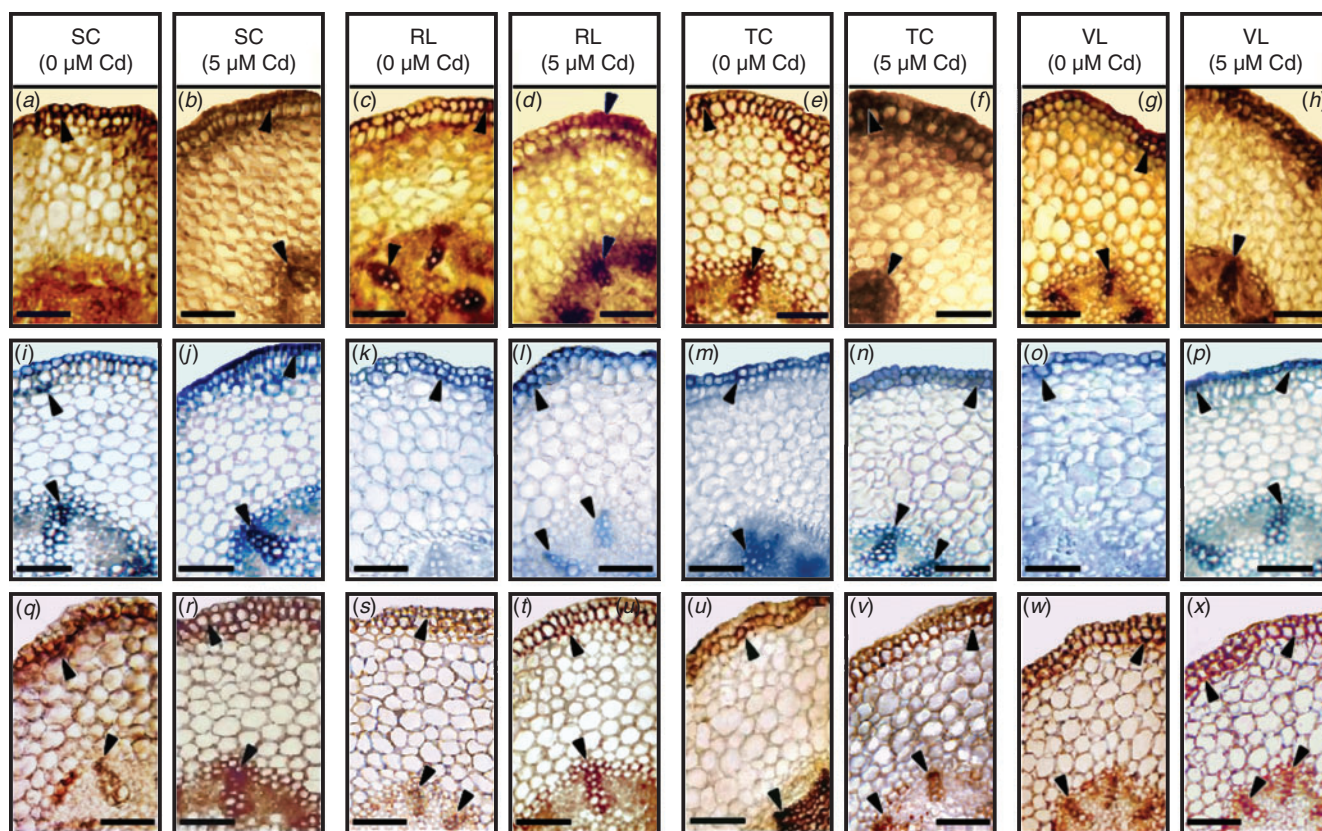 SC
(0 µM Cd)
SC
(5 µM Cd)
RL
(0 µM Cd)
RL
(5 µM Cd)
TC
(0 µM Cd)
TC
(5 µM Cd)
VL
(0 µM Cd)
VL
(5 µM Cd)
(a) (b) (c) (d) (e) (f) (g) (h)
(i) (j) (k) (l) (m) (n) (o) (p)
(q) (r) (s) (t) (u) (u) (v) (w) (x)